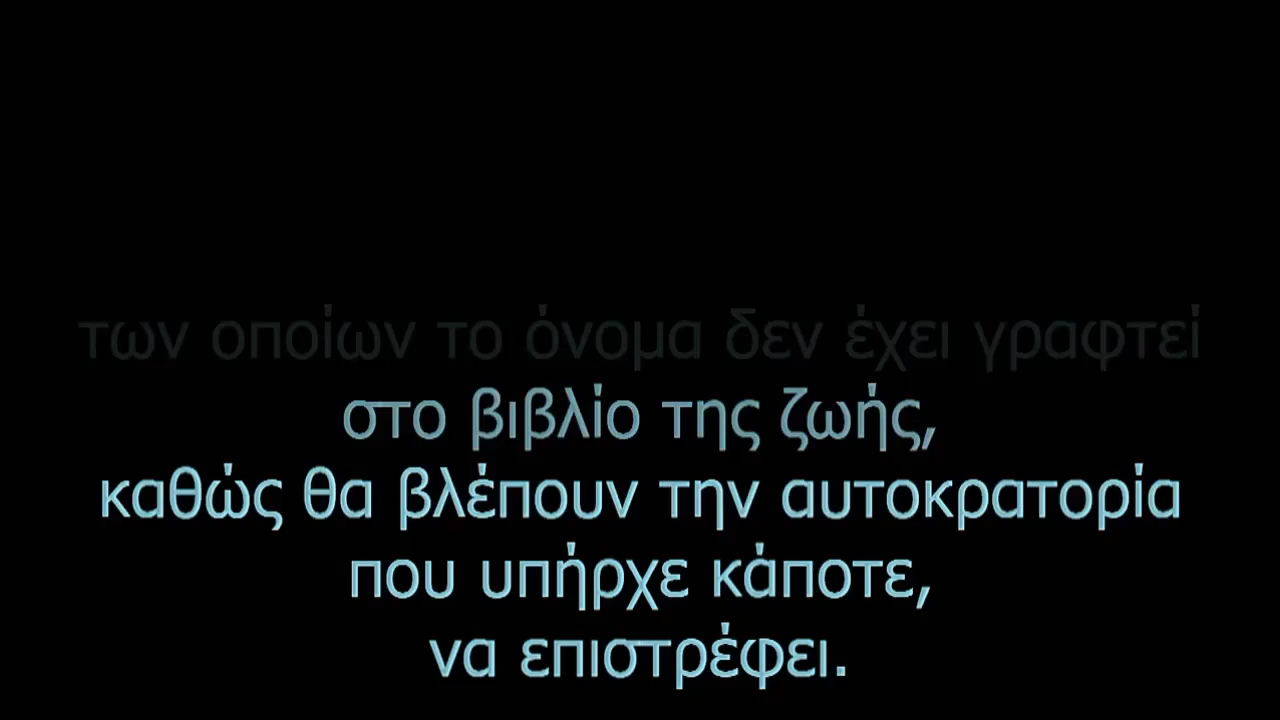 των οποίων το όνομα δεν έχει γραφτεί
στο βιβλίο της ζωής,
καθώς θα βλέπουν την αυτοκρατορία
που υπήρχε κάποτε,
να επιστρέφει.